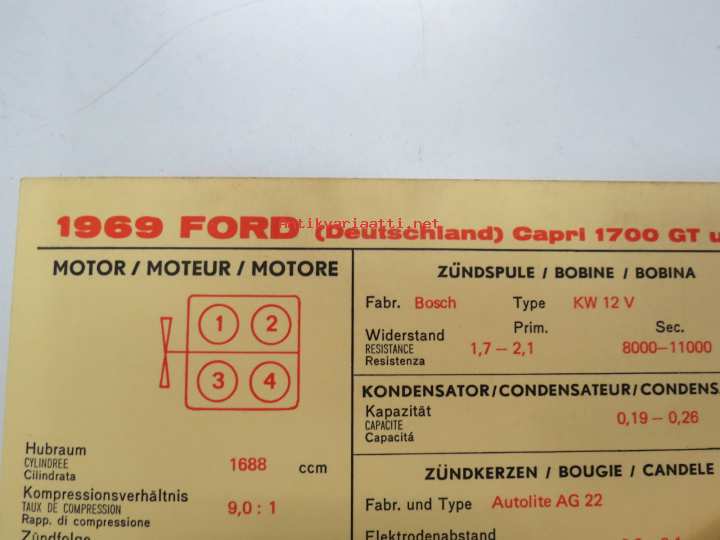 1969 FORD (Deutschland) Capri 1700 GT u
antikvariaatti.net
MOTOR / MOTEUR / MOTORE
1 2
3 4
Hubraum
CYLINDREE
Cilindrata
1688 ccm
Kompressionsverhältnis
TAUX DE COMPRESSION
Rapp. di compressione
9,0 : 1
Zündfolge
ZÜNDSPULE / BOBINE / BOBINA
Fabr. Bosch Type KW 12 V
Prim. Sec.
Widerstand
RESISTANCE
Resistenza
1,7 – 2,1 8000–11000
KONDENSATOR/CONDENSATEUR/CONDENSA
Kapazität
CAPACITE
Capacitá
0,19 – 0,26
ZÜNDKERZEN / BOUGIE / CANDELE
Fabr. und Type Autolite AG 22
Elektrodenabstand